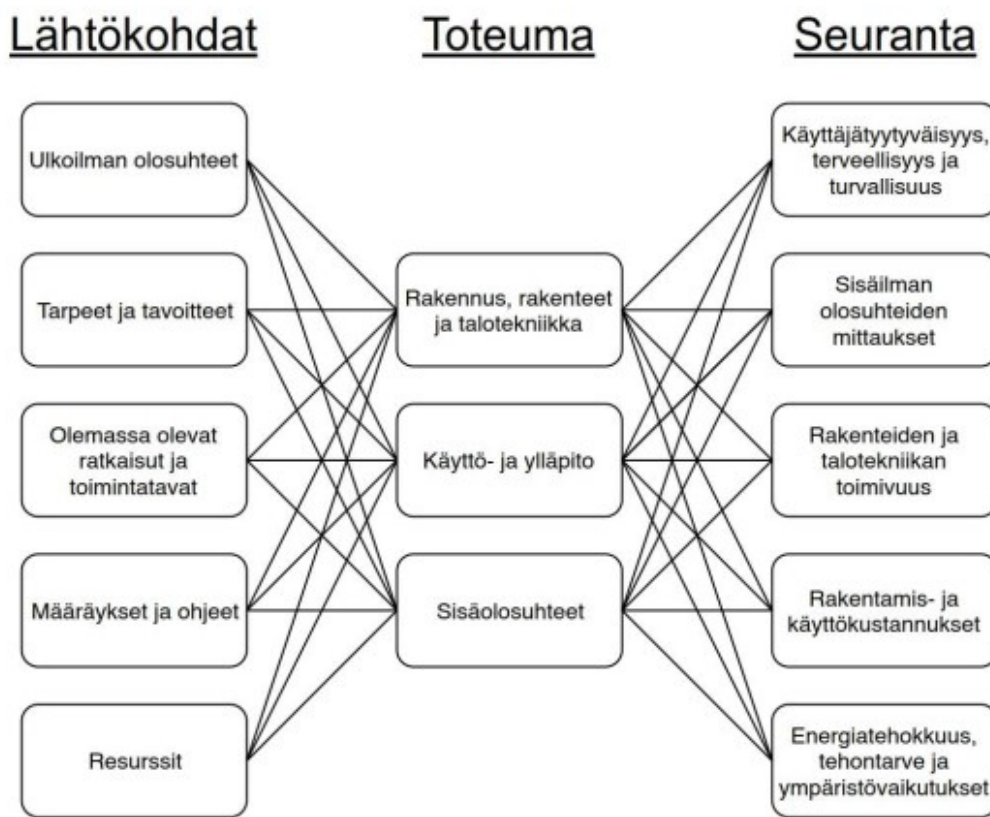 Lähtökohdat
Toteuma
Seuranta
Ulkoilman olosuhteet
Tarpeet ja tavoitteet
Olemassa olevat
ratkaisut ja
toimintatavat
Määräykset ja ohjeet
Resurssit
Rakennus, rakenteet
ja talotekniikka
Käyttö- ja ylläpito
Sisäolosuhteet
Käyttäjätyytyväisyys,
terveellisyys ja
turvallisuus
Sisäilman
olosuhteiden
mittaukset
Rakenteiden ja
talotekniikan
toimivuus
Rakentamis- ja
käyttökustannukset
Energiatehokkuus,
tehontarve ja
ympäristövaikutukset